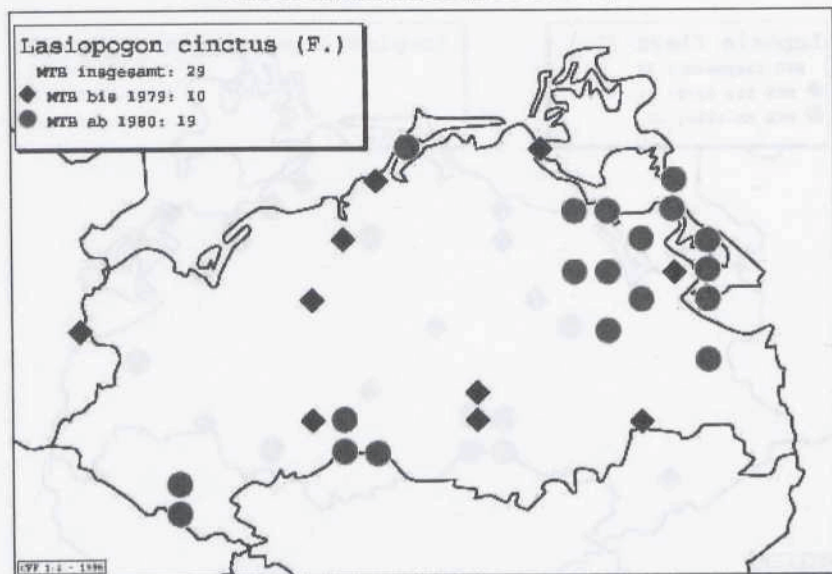 Lasiopogon cinctus (F.)
MTB insgesamt: 29
MTB bis 1979: 10
MTB ab 1980: 19